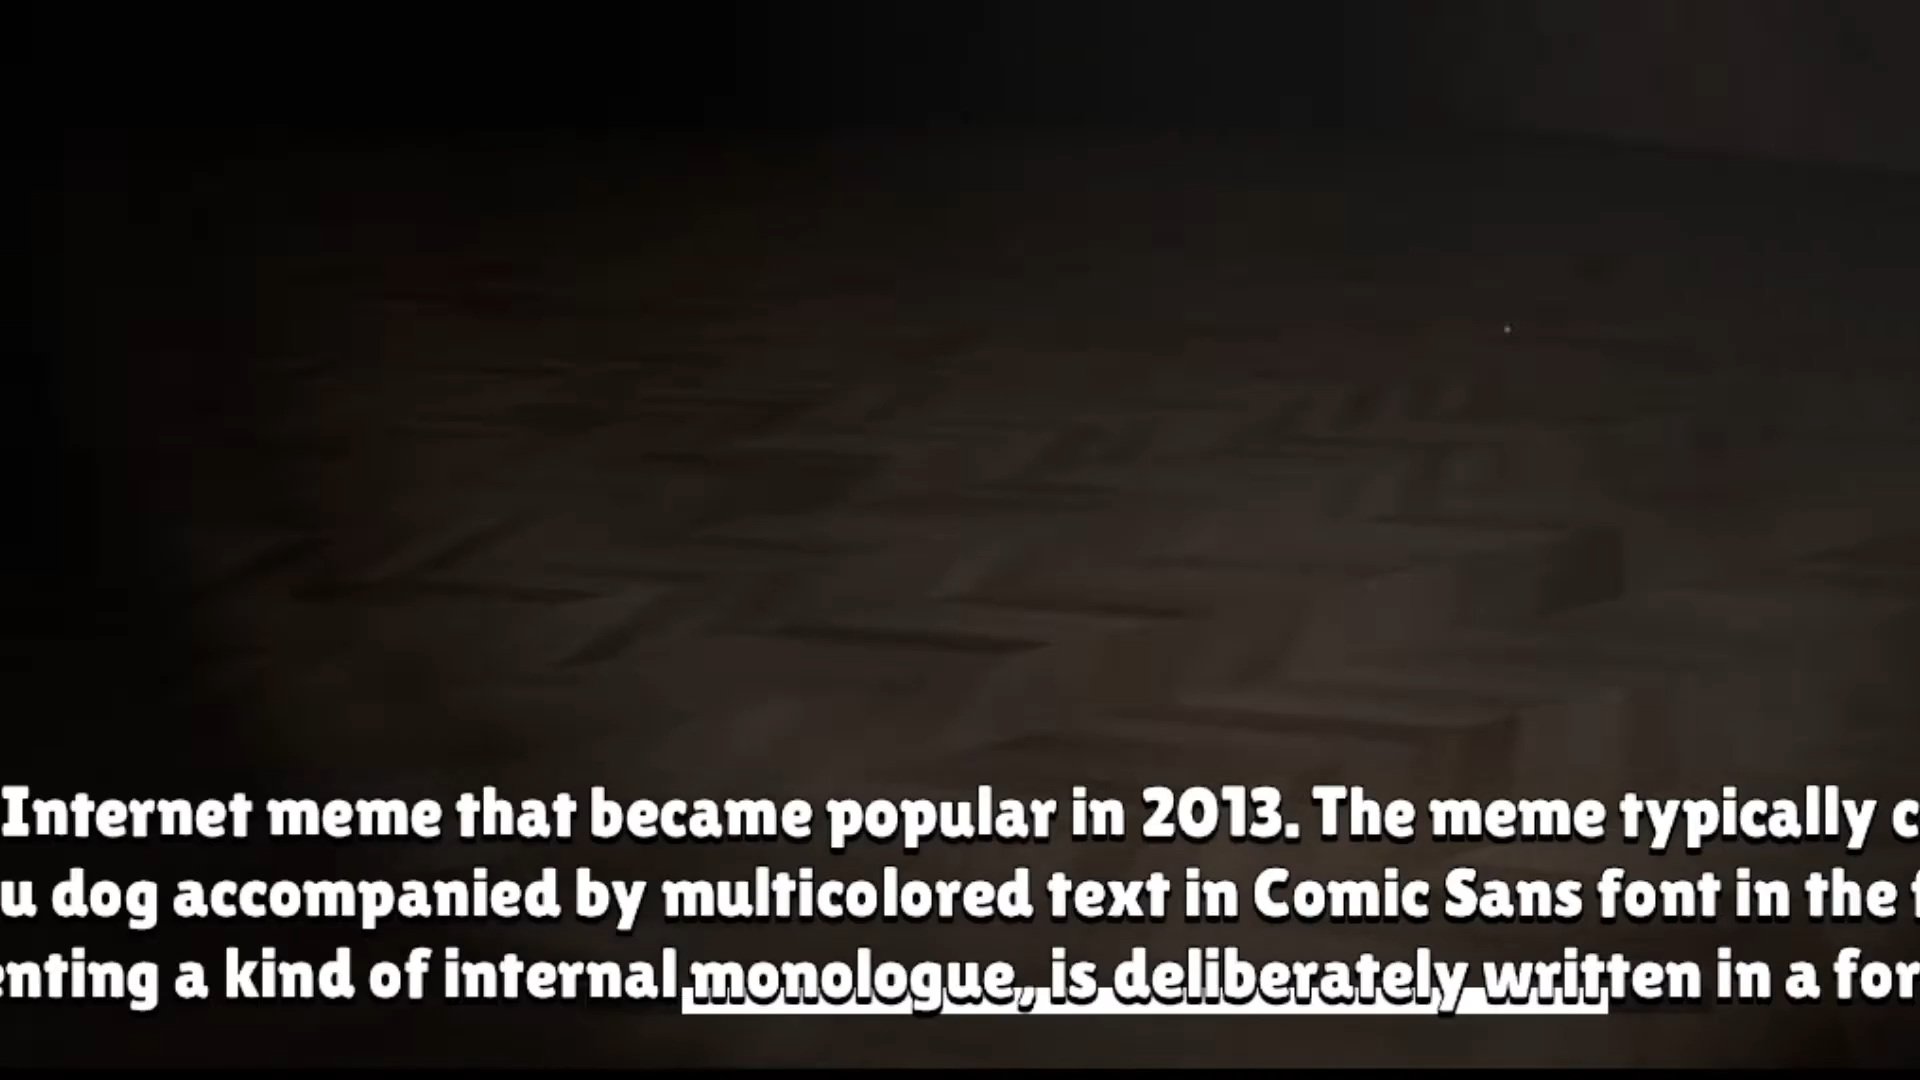 Internet meme that became popular in 2013. The meme typically c
u dog accompanied by multicolored text in Comic Sans font in the f
enting a kind of internal monologue, is deliberately written in a for